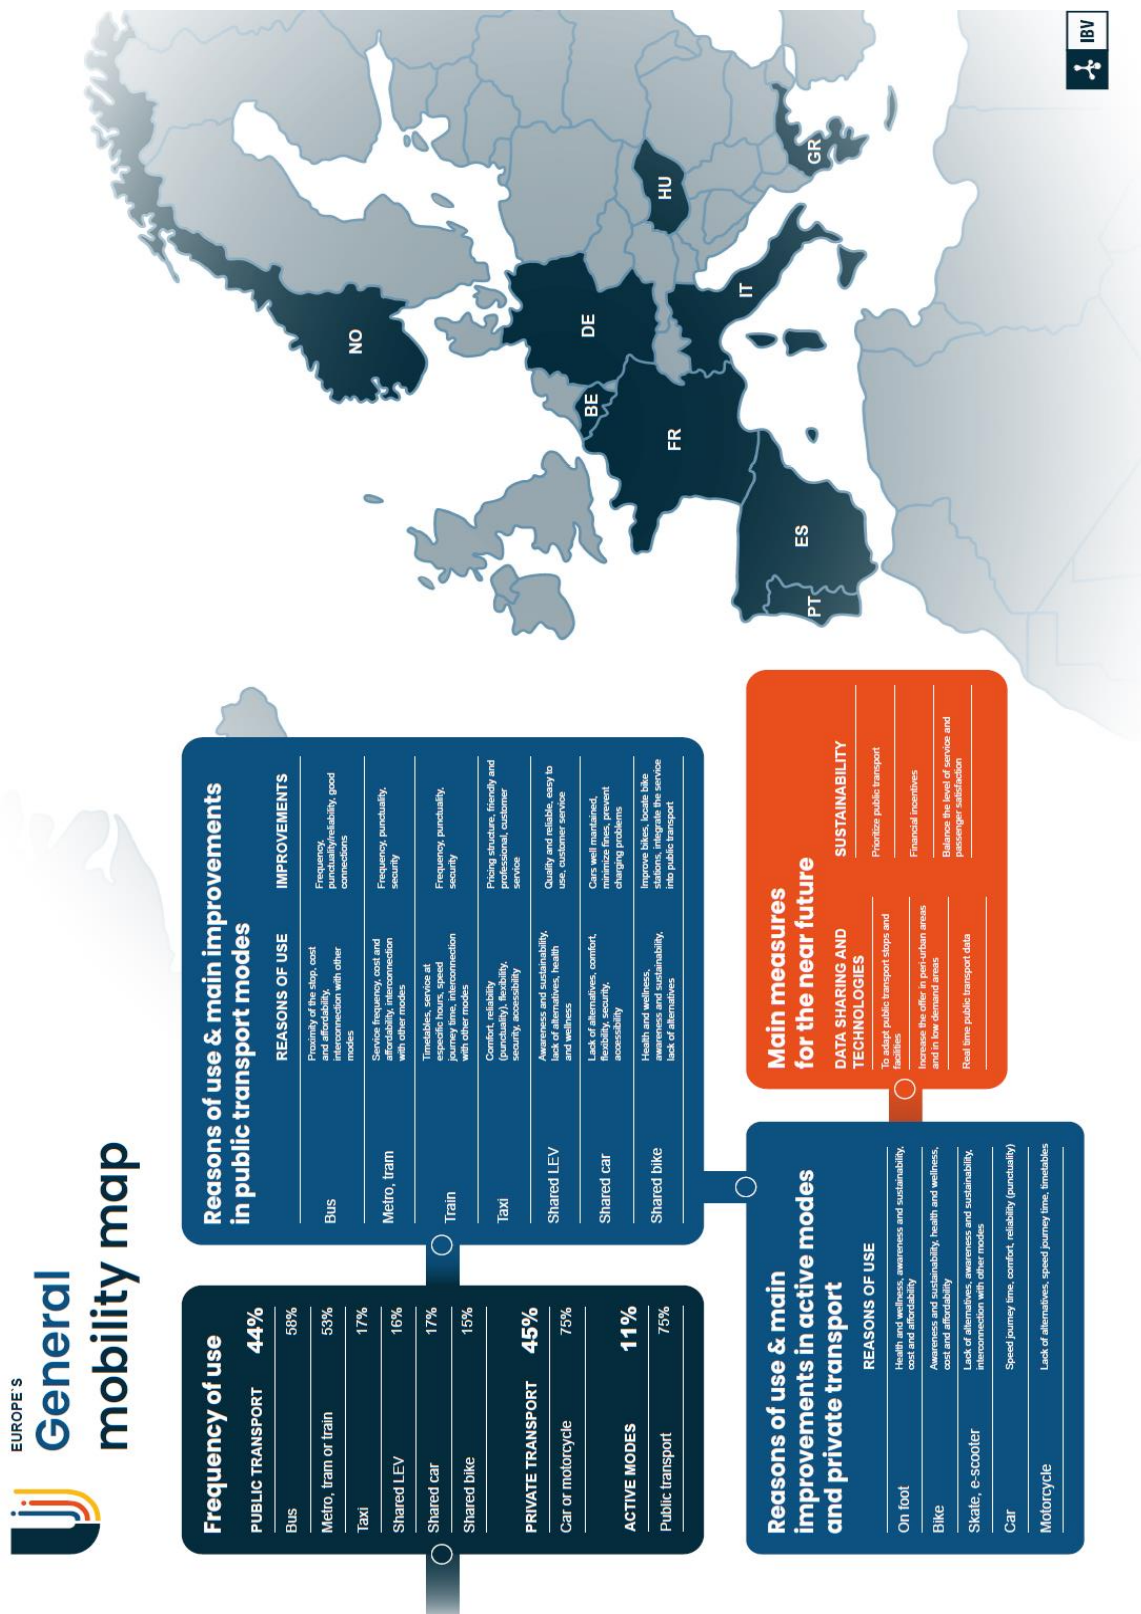 EUROPE`S
General
mobility map
Frequency of use
PUBLIC TRANSPORT 44%
Bus 58%
Metro, tram or train 53%
Taxi 17%
Shared LEV 16%
Shared car 17%
Shared bike 15%
PRIVATE TRANSPORT 45%
Car or motorcycle 75%
ACTIVE MODES 11%
Public transport 75%
Reasons of use & main improvements
in public transport modes
REASONS OF USE IMPROVEMENTS
Bus
Proximity of the stop, cost
and affordability,
interconnection with other
modes
Frequency,
punctuality/reliability, good
connections
Metro, tram
Service frequency, cost and
affordability, interconnection
with other modes
Frequency, punctuality,
security
Train
Timetables, service at
especific hours, speed
journey time, interconnection
with other modes
Frequency, punctuality,
security
Taxi
Comfort, reliability
(punctuality), flexibility,
security, accessibility
Pricing structure, friendly and
professional, customer
service
Shared LEV
Awareness and sustainability,
lack of alternatives, health
and wellness
Quality and reliable, easy to
use, customer service
Shared car
Lack of alternatives, comfort,
flexibility, security,
accessibility
Cars well mantained,
minimize fines, prevent
charging problems
Shared bike
Health and wellness,
awareness and sustainability,
lack of alternatives
Improve bikes, locate bike
stations, integrate the service
into public transport
Reasons of use & main
improvements in active modes
and private transport
REASONS OF USE
On foot
Health and wellness, awareness and sustainability,
cost and affordability
Bike
Awareness and sustainability, health and wellness,
cost and affordability
Skate, e-scooter
Lack of alternatives, awareness and sustainability,
interconnection with other modes
Car
Speed journey time, comfort, reliability (punctuality)
Motorcycle
Lack of alternatives, speed journey time, timetables
Main measures
for the near future
DATA SHARING AND
TECHNOLOGIES
To adapt public transport stops and
facilities
Increase the offer in peri-urban areas
and in low demand areas
Real time public transport data
SUSTAINABILITY
Prioritize public transport
Financial incentives
Balance the level of service and
passenger satisfaction
NO
DE
BE
FR
HU
IT
GR
ES
PT
IBV